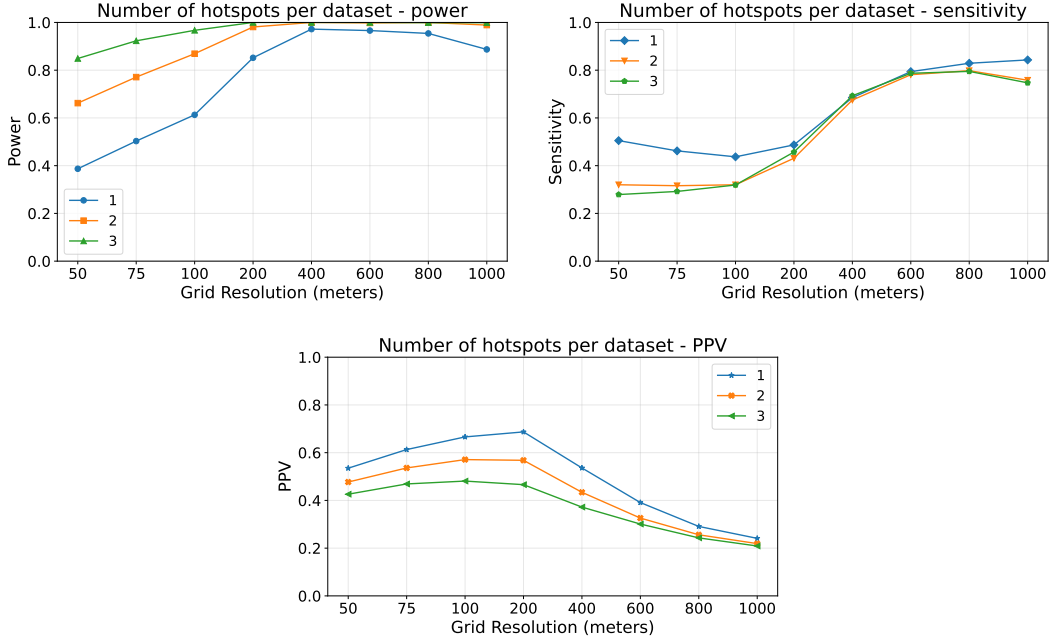 Number of hotspots per dataset - power
1.0
0.8
0.6
0.4
0.2
0.0
Power
1
2
3
50 75 100 200 400 600 800 1000
Grid Resolution (meters)
Number of hotspots per dataset - sensitivity
1.0
0.8
0.6
0.4
0.2
0.0
Sensitivity
1
2
3
50 75 100 200 400 600 800 1000
Grid Resolution (meters)
Number of hotspots per dataset - PPV
1.0
0.8
0.6
0.4
0.2
0.0
PPV
1
2
3
50 75 100 200 400 600 800 1000
Grid Resolution (meters)